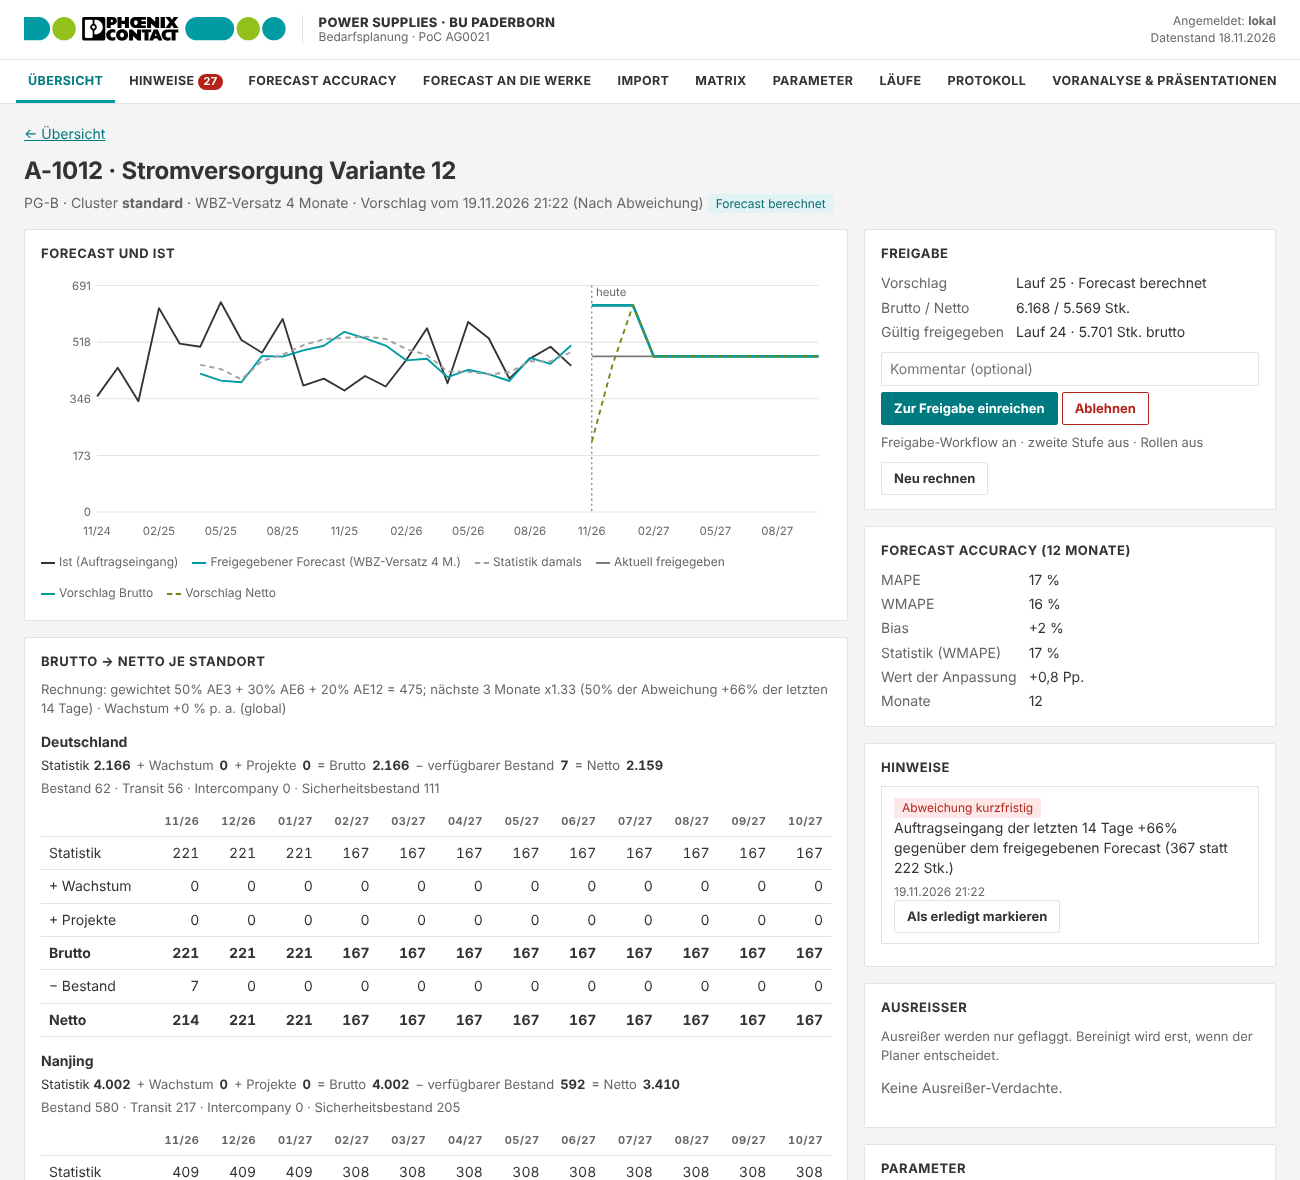 PHŒNIX
CONTACT
POWER SUPPLIES · BU PADERBORN
Bedarfsplanung · PoC AG0021
Angemeldet: lokal
Datenstand 18.11.2026
ÜBERSICHT HINWEISE 27 FORECAST ACCURACY FORECAST AN DIE WERKE IMPORT MATRIX PARAMETER LÄUFE PROTOKOLL VORANALYSE & PRÄSENTATIONEN
← Übersicht
A-1012 · Stromversorgung Variante 12
PG-B · Cluster standard · WBZ-Versatz 4 Monate · Vorschlag vom 19.11.2026 21:22 (Nach Abweichung) Forecast berechnet
FORECAST UND IST
691
518
346
173
0
heute
11/24 02/25 05/25 08/25 11/25 02/26 05/26 08/26 11/26 02/27 05/27 08/27
Ist (Auftragseingang) Freigegebener Forecast (WBZ-Versatz 4 M.) Statistik damals Aktuell freigegeben
Vorschlag Brutto Vorschlag Netto
BRUTTO → NETTO JE STANDORT
Rechnung: gewichtet 50% AE3 + 30% AE6 + 20% AE12 = 475; nächste 3 Monate x1.33 (50% der Abweichung +66% der letzten
14 Tage) · Wachstum +0 % p. a. (global)
Deutschland
Statistik 2.166 + Wachstum 0 + Projekte 0 = Brutto 2.166 − verfügbarer Bestand 7 = Netto 2.159
Bestand 62 · Transit 56 · Intercompany 0 · Sicherheitsbestand 111
11/26 12/26 01/27 02/27 03/27 04/27 05/27 06/27 07/27 08/27 09/27 10/27
Statistik 221 221 221 167 167 167 167 167 167 167 167 167
+ Wachstum 0 0 0 0 0 0 0 0 0 0 0 0
+ Projekte 0 0 0 0 0 0 0 0 0 0 0 0
Brutto 221 221 221 167 167 167 167 167 167 167 167 167
− Bestand 7 0 0 0 0 0 0 0 0 0 0 0
Netto 214 221 221 167 167 167 167 167 167 167 167 167
Nanjing
Statistik 4.002 + Wachstum 0 + Projekte 0 = Brutto 4.002 − verfügbarer Bestand 592 = Netto 3.410
Bestand 580 · Transit 217 · Intercompany 0 · Sicherheitsbestand 205
11/26 12/26 01/27 02/27 03/27 04/27 05/27 06/27 07/27 08/27 09/27 10/27
Statistik 409 409 409 308 308 308 308 308 308 308 308 308
FREIGABE
Vorschlag Lauf 25 · Forecast berechnet
Brutto / Netto 6.168 / 5.569 Stk.
Gültig freigegeben Lauf 24 · 5.701 Stk. brutto
Kommentar (optional)
Zur Freigabe einreichen Ablehnen
Freigabe-Workflow an · zweite Stufe aus · Rollen aus
Neu rechnen
FORECAST ACCURACY (12 MONATE)
MAPE 17 %
WMAPE 16 %
Bias +2 %
Statistik (WMAPE) 17 %
Wert der Anpassung +0,8 Pp.
Monate 12
HINWEISE
Abweichung kurzfristig
Auftragseingang der letzten 14 Tage +66%
gegenüber dem freigegebenen Forecast (367 statt
222 Stk.)
19.11.2026 21:22
Als erledigt markieren
AUSREISSER
Ausreißer werden nur geflaggt. Bereinigt wird erst, wenn der
Planer entscheidet.
Keine Ausreißer-Verdachte.
PARAMETER